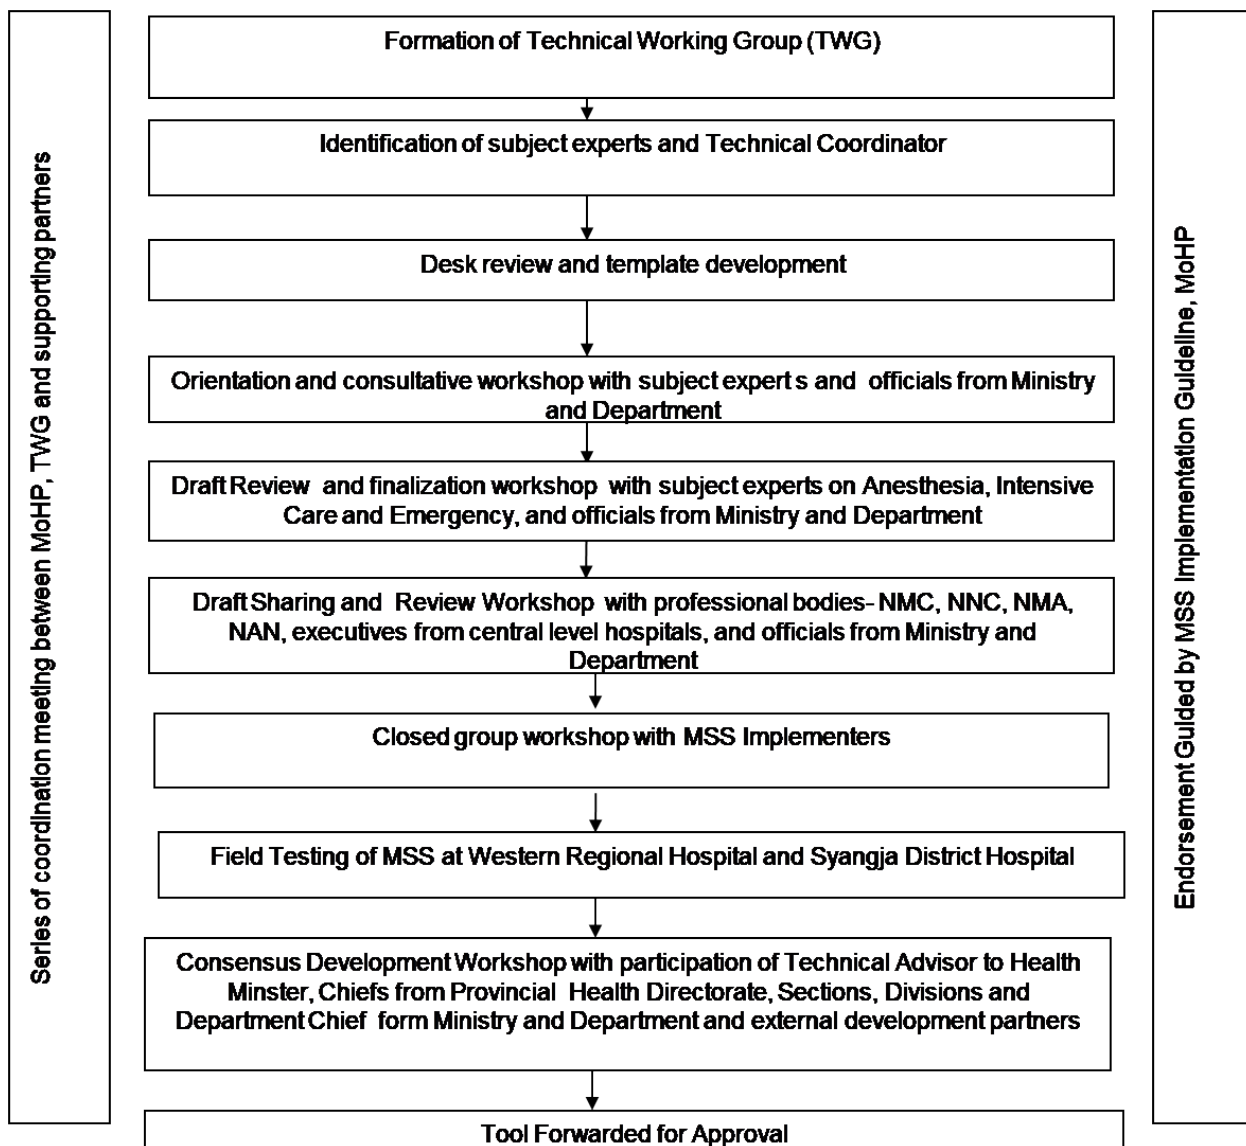 Series of coordination meeting between MoHP, TWG and supporting partners
Formation of Technical Working Group (TWG)
Identification of subject experts and Technical Coordinator
Desk review and template development
Orientation and consultative workshop with subject expert s and officials from Ministry
and Department
Draft Review and finalization workshop with subject experts on Anesthesia, Intensive
Care and Emergency, and officials from Ministry and Department
Draft Sharing and Review Workshop with professional bodies- NMC, NNC, NMA,
NAN, executives from central level hospitals, and officials from Ministry and
Department
Closed group workshop with MSS Implementers
Field Testing of MSS at Western Regional Hospital and Syangja District Hospital
Consensus Development Workshop with participation of Technical Advisor to Health
Minster, Chiefs from Provincial Health Directorate, Sections, Divisions and
Department Chief form Ministry and Department and external development partners
Tool Forwarded for Approval
Endorsement Guided by MSS Implementation Guideline, MoHP